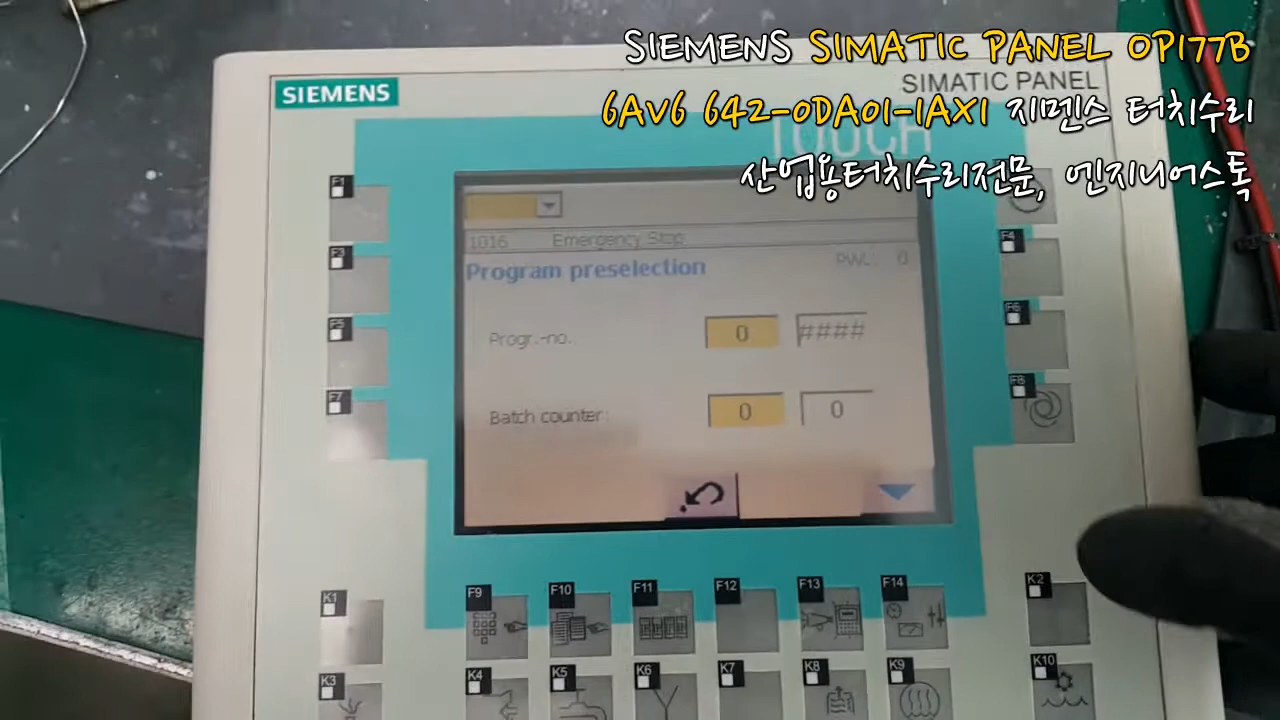 SIEMENS SIMATIC PANEL OP177B
6AV6 642-0DA01-1AX1 지멘스 터치수리
산업용터치수리전문, 엔지니어스톡
SIEMENS
SIMATIC PANEL
TOUCH
F1
F3
F5
F7
F4
F6
F8
1016 Emergency Stop
Program preselection PWL: 0
Progr.-no. 0 ####
Batch counter: 0 0
F9 F10 F11 F12 F13 F14
K1 K2
K3 K4 K5 K6 K7 K8 K9 K10